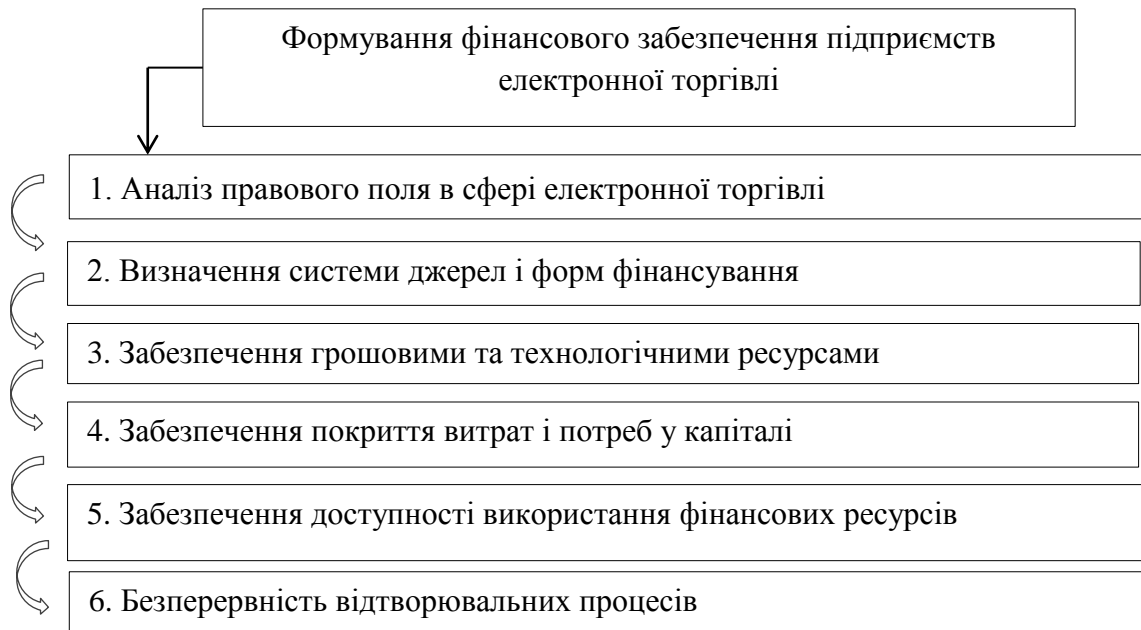 Формування фінансового забезпечення підприємств
електронної торгівлі
1. Аналіз правового поля в сфері електронної торгівлі
2. Визначення системи джерел і форм фінансування
3. Забезпечення грошовими та технологічними ресурсами
4. Забезпечення покриття витрат і потреб у капіталі
5. Забезпечення доступності використання фінансових ресурсів
6. Безперервність відтворювальних процесів